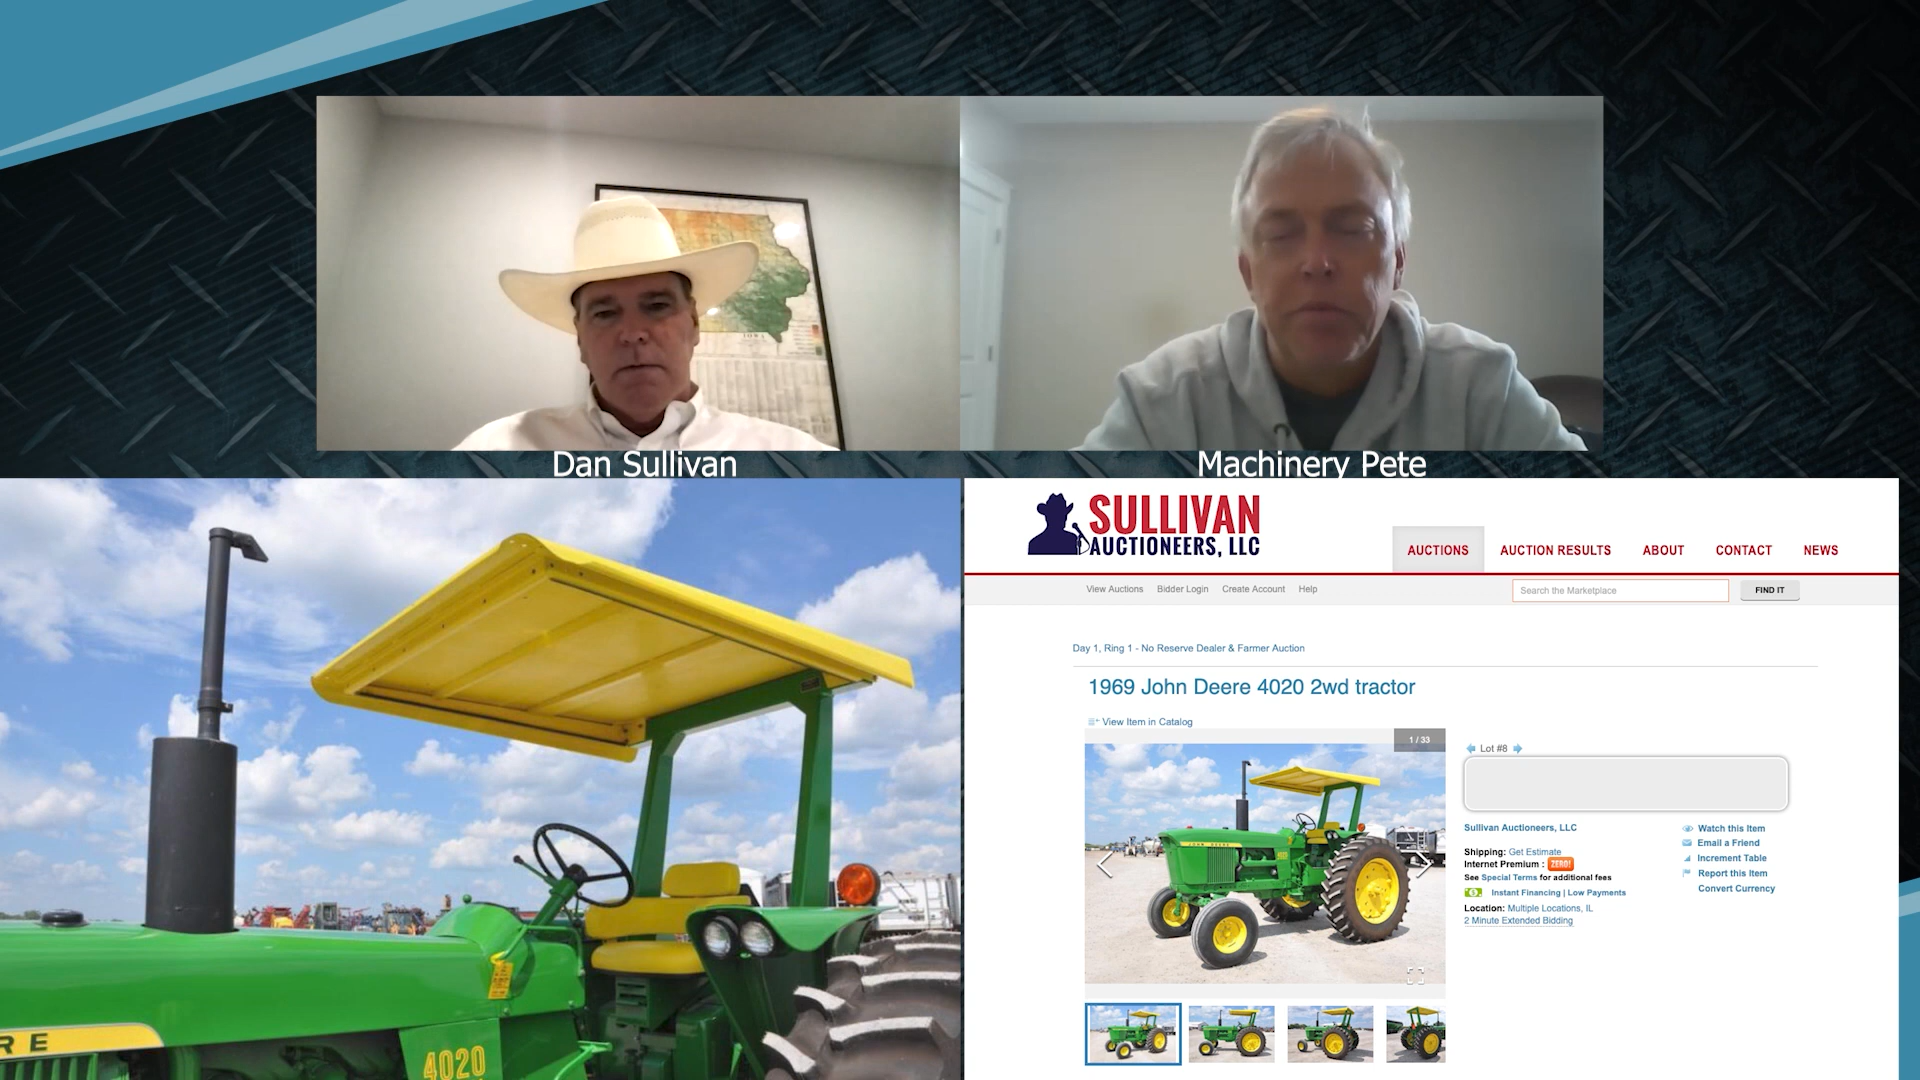 IOWA
Dan Sullivan
Machinery Pete
RE
4020
SULLIVAN
AUCTIONEERS, LLC
AUCTIONS
AUCTION RESULTS
ABOUT
CONTACT
NEWS
View Auctions
Bidder Login
Create Account
Help
Search the Marketplace
FIND IT
Day 1, Ring 1 - No Reserve Dealer & Farmer Auction
1969 John Deere 4020 2wd tractor
View Item in Catalog
1 / 33
Lot #8
Sullivan Auctioneers, LLC
Shipping: Get Estimate
Internet Premium : ZERO!
See Special Terms for additional fees
Instant Financing | Low Payments
Location: Multiple Locations, IL
2 Minute Extended Bidding
Watch this Item
Email a Friend
Increment Table
Report this Item
Convert Currency